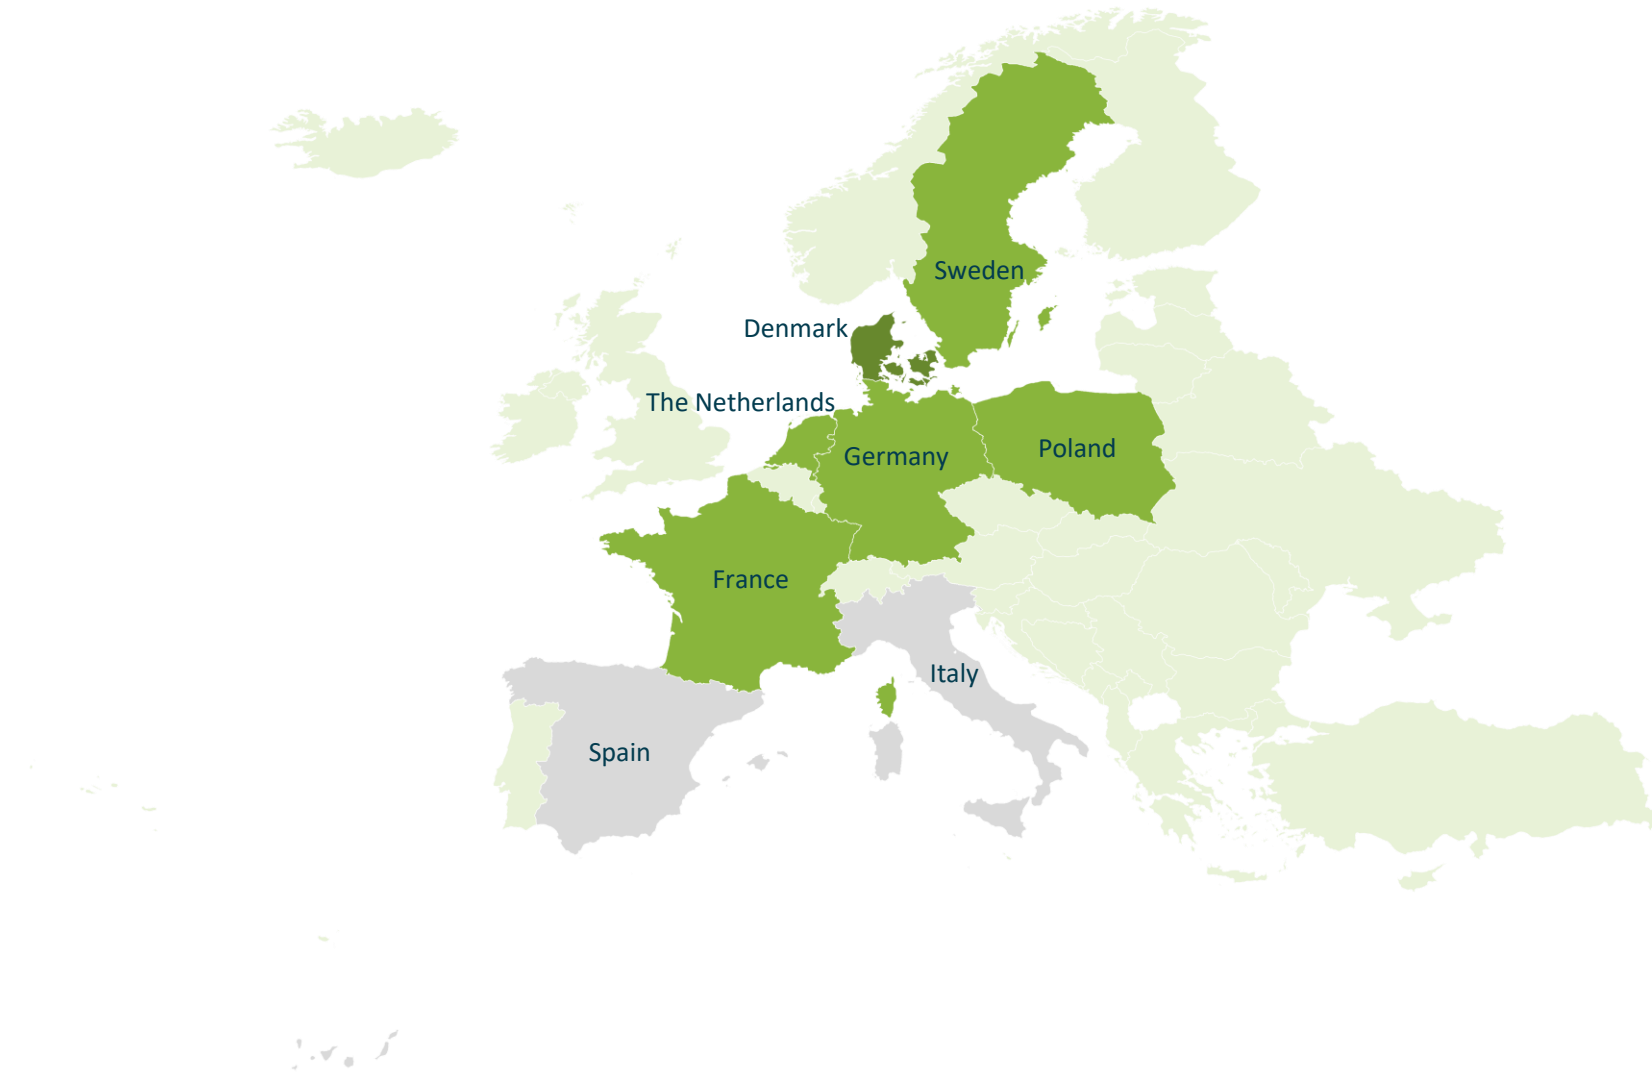 Sweden
Denmark
The Netherlands
Germany
Poland
France
Italy
Spain